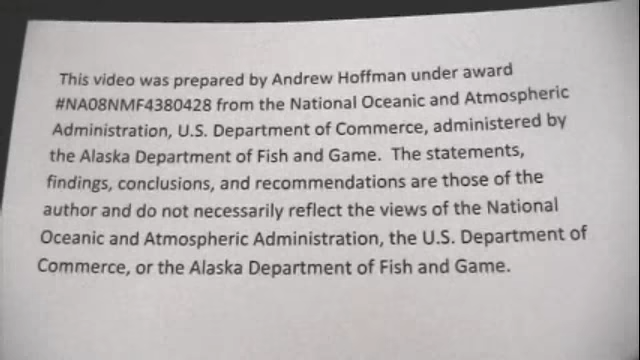 This video was prepared by Andrew Hoffman under award
#NA08NMF4380428 from the National Oceanic and Atmospheric
Administration, U.S. Department of Commerce, administered by
the Alaska Department of Fish and Game.  The statements,
findings, conclusions, and recommendations are those of the
author and do not necessarily reflect the views of the National
Oceanic and Atmospheric Administration, the U.S. Department of
Commerce, or the Alaska Department of Fish and Game.